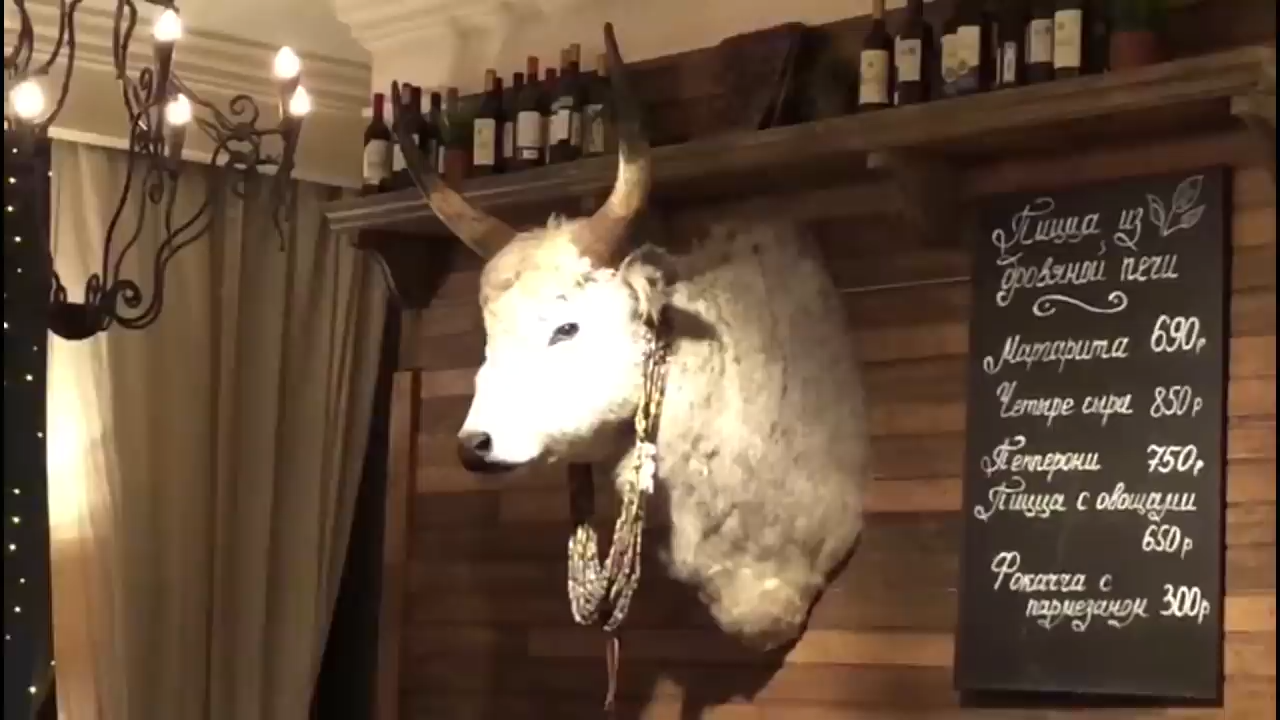 Пицца из
дровяной печи
Маргарита 690р
Четыре сыра 850р
Пепперони 750р
Пицца с овощами
650р
Фокачча с
пармезаном 300р